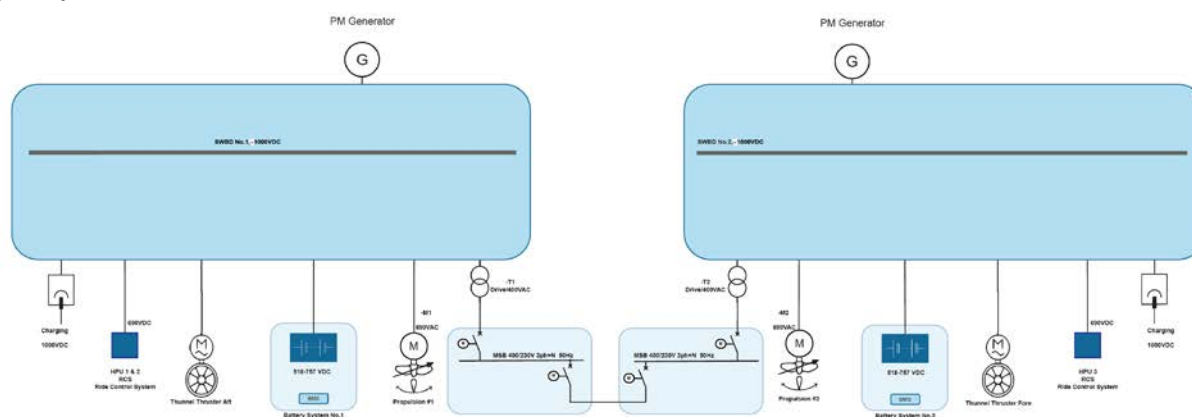 PM Generator
G
SWBD No.1, ~1000VDC
-T1
Drive/400VAC
Charging
1000VDC
690VDC
HPU 1 & 2
RCS
Ride Control System
M
Thunnel Thruster Aft
518-757 VDC
BMS
Battery System No.1
-M1
690VAC
M
Propulsion #1
MSB 400/230V 3ph+N 50Hz
PM Generator
G
SWBD No.2, ~1000VDC
-T2
Drive/400VAC
MSB 400/230V 3ph+N 50Hz
-M2
690VAC
M
Propulsion #2
518-757 VDC
BMS
Battery System No.2
M
Thunnel Thruster Fore
690VDC
HPU 3
RCS
Ride Control System
Charging
1000VDC